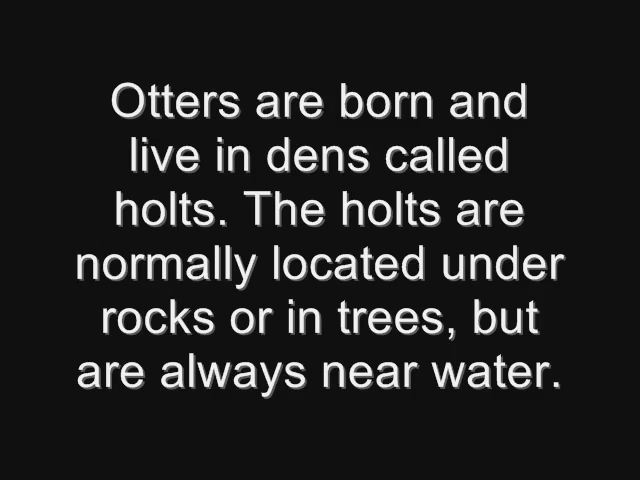 Otters are born and
live in dens called
holts. The holts are
normally located under
rocks or in trees, but
are always near water.